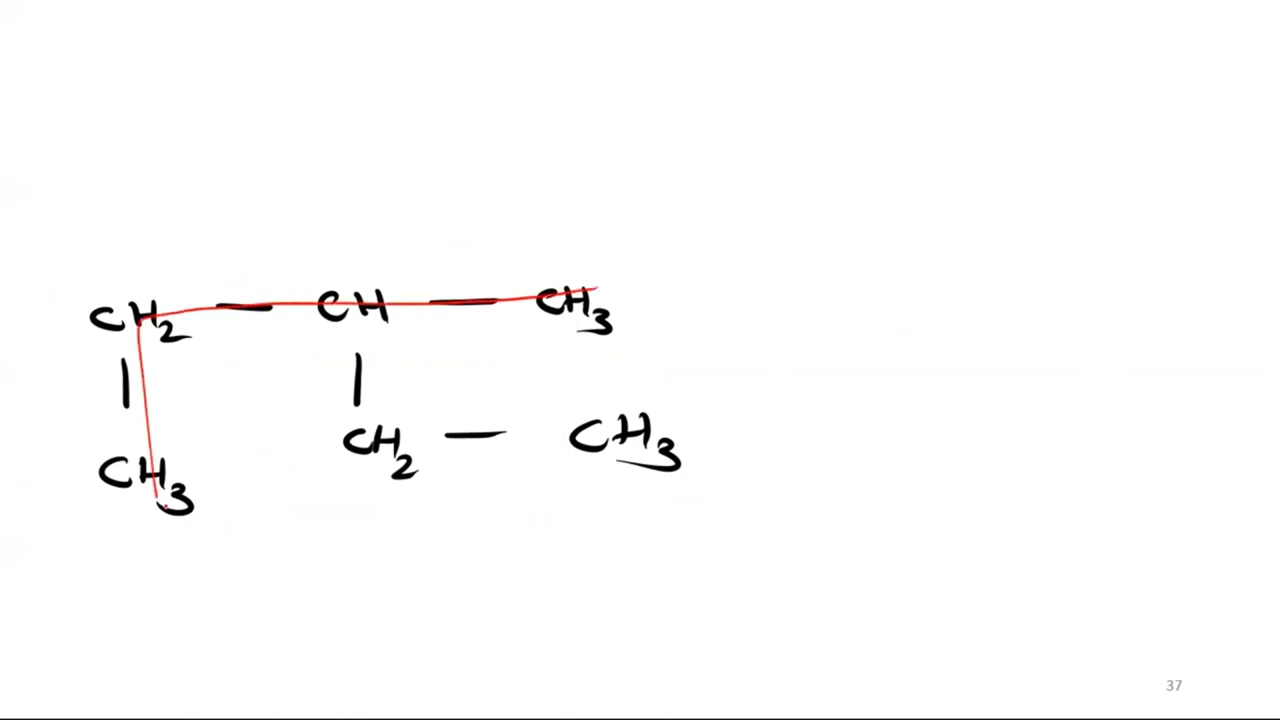 CH₂ — CH — CH₃
| |
CH₃ CH₂ — CH₃
37